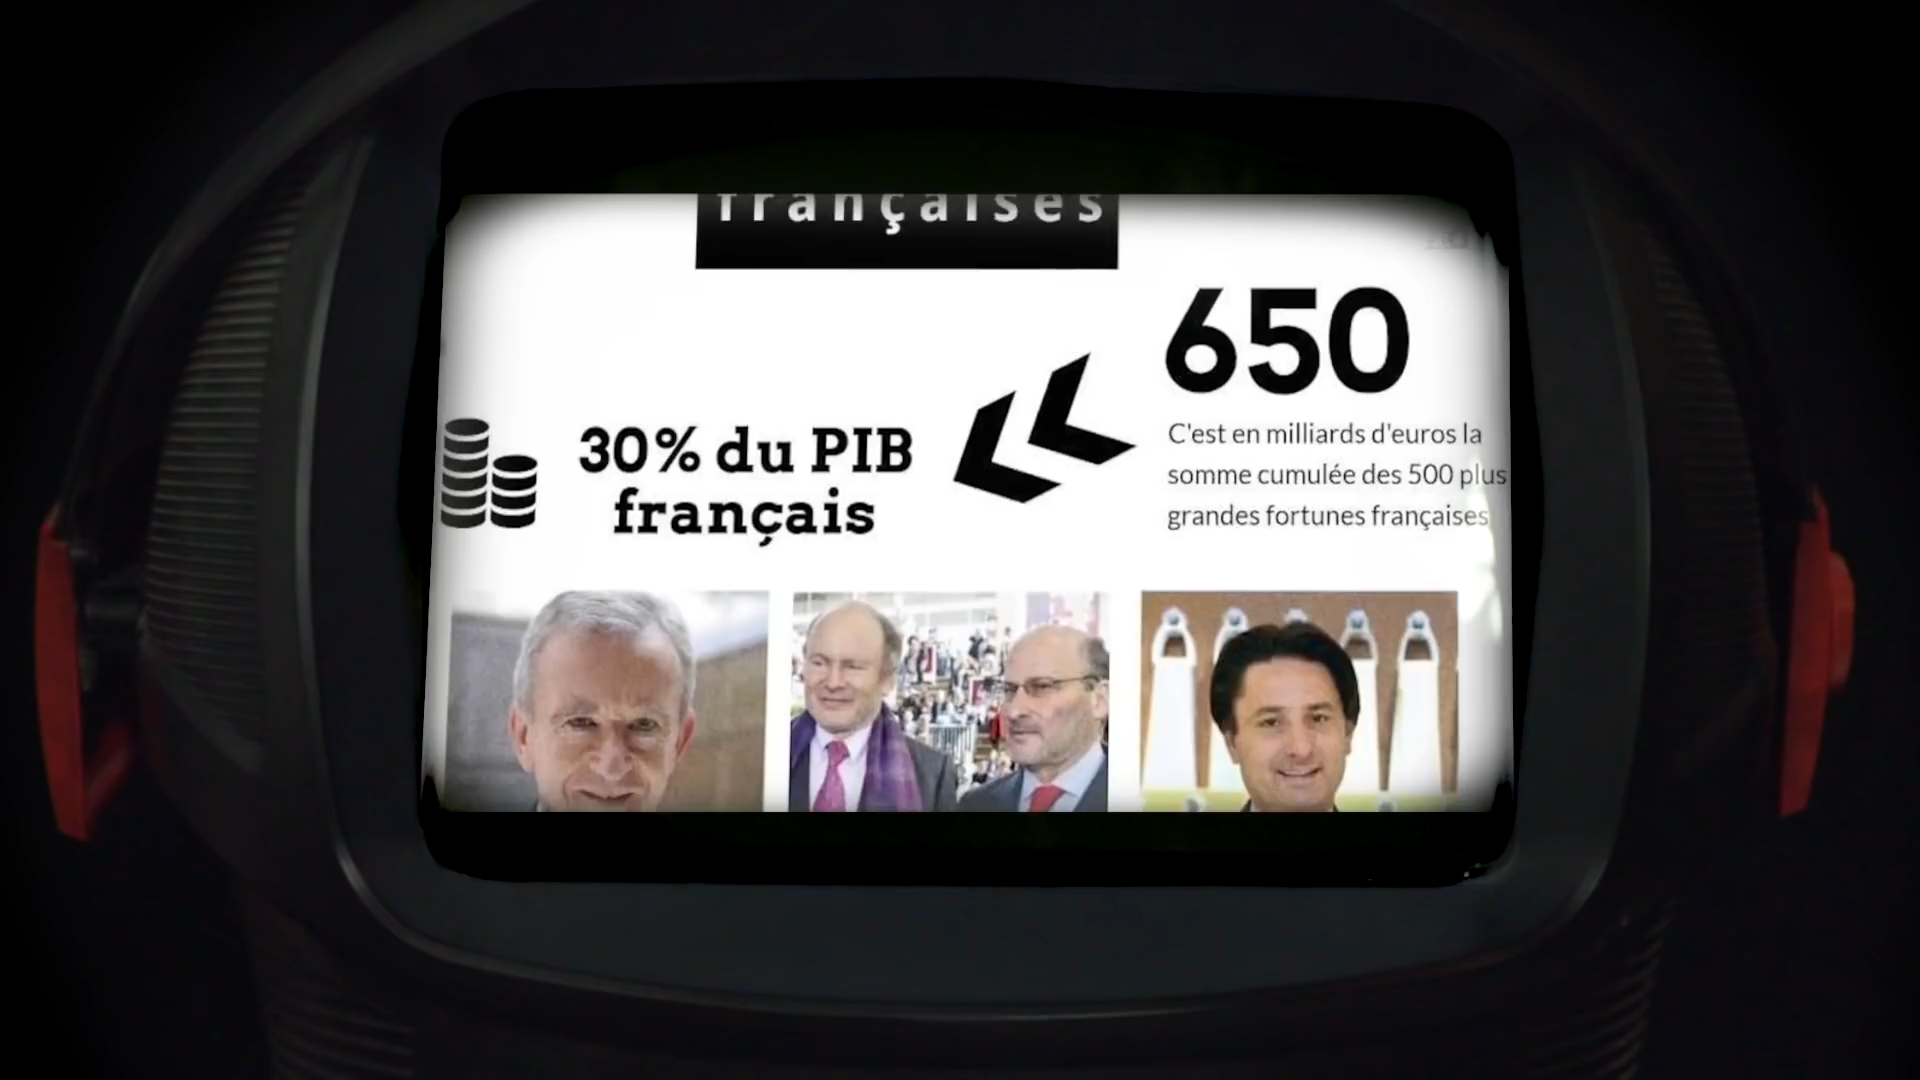 françaises
650
C'est en milliards d'euros la
somme cumulée des 500 plus
grandes fortunes françaises
30% du PIB
français